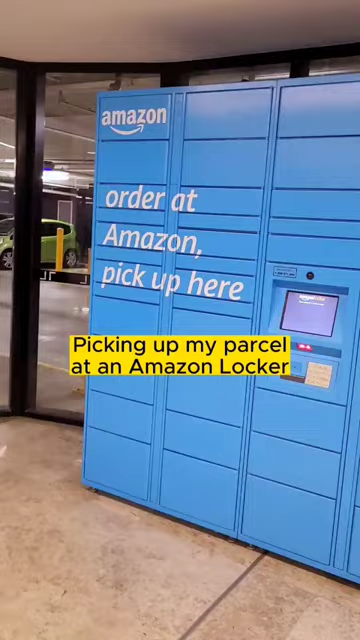 amazon
order at
Amazon,
pick up here
Picking up my parcel
at an Amazon Locker